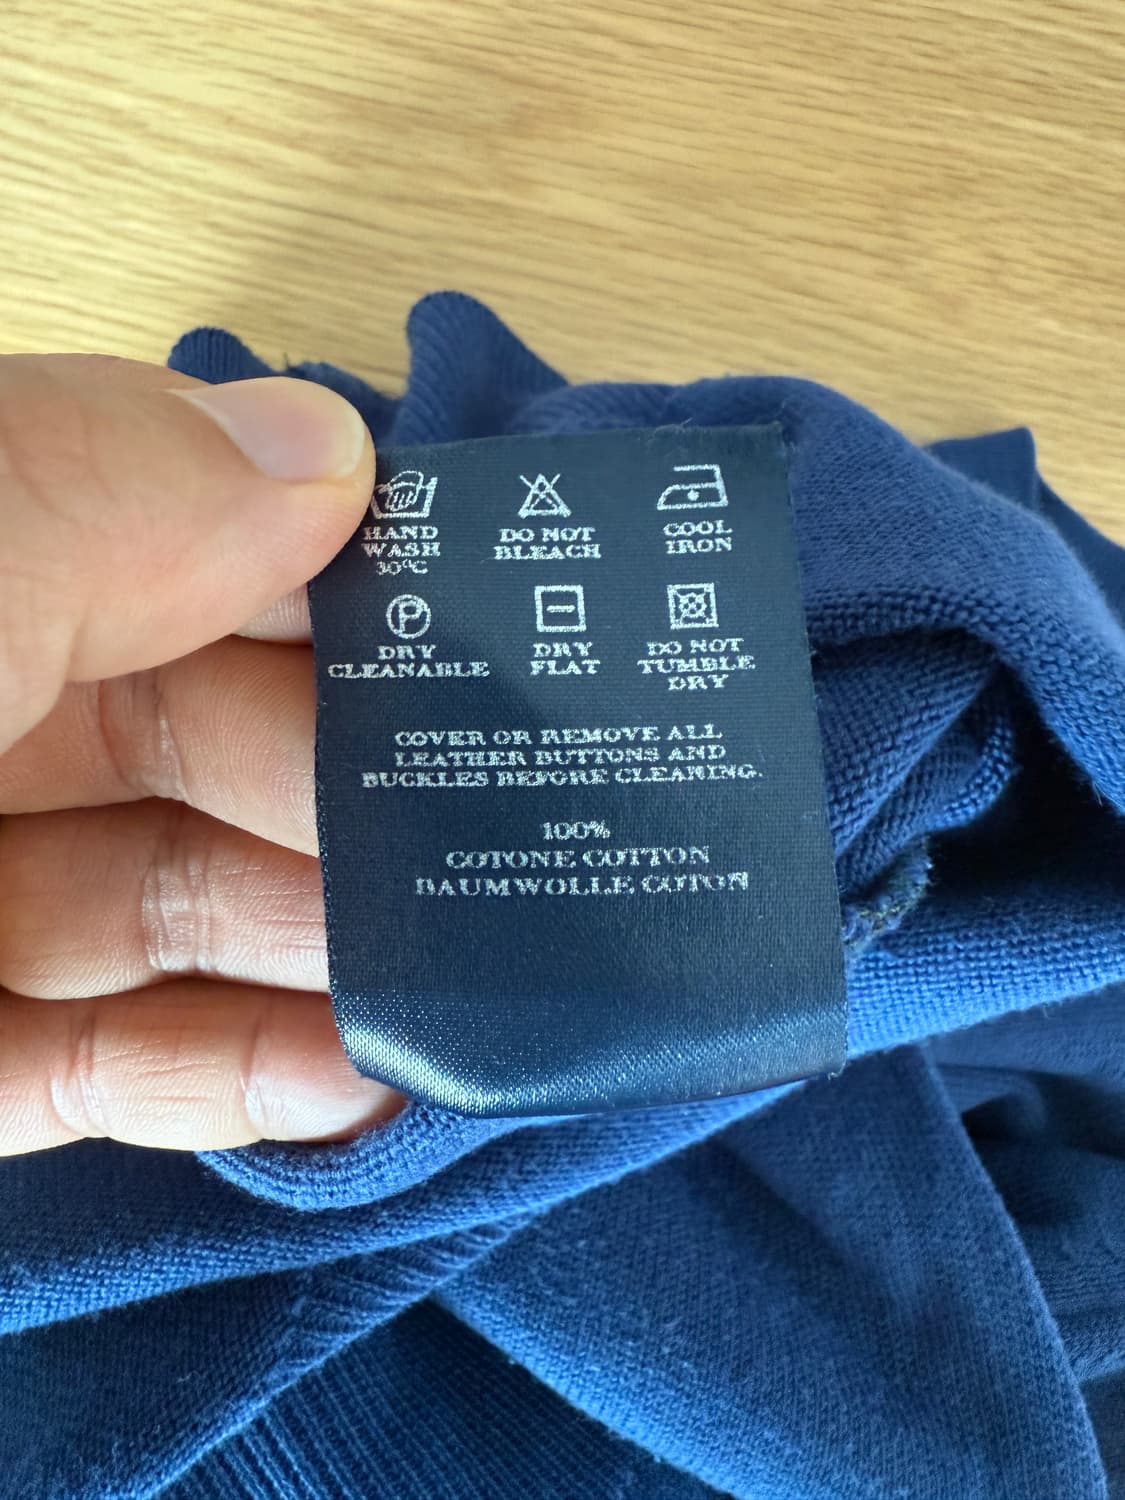 HAND
WASH
30°C
DO NOT
BLEACH
COOL
IRON
P
DRY
CLEANABLE
DRY
FLAT
DO NOT
TUMBLE
DRY
COVER OR REMOVE ALL
LEATHER BUTTONS AND
BUCKLES BEFORE CLEANING.
100%
COTONE COTTON
BAUMWOLLE COTON